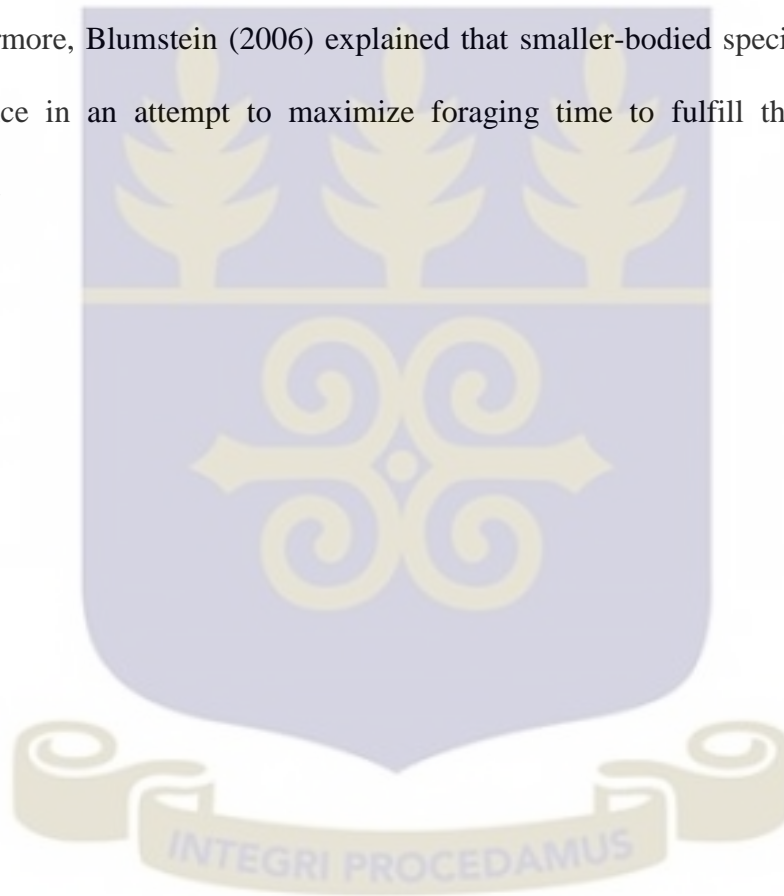 rmore, Blumstein (2006) explained that smaller-bodied speci
ce in an attempt to maximize foraging time to fulfill th
INTEGRI PROCEDAMUS